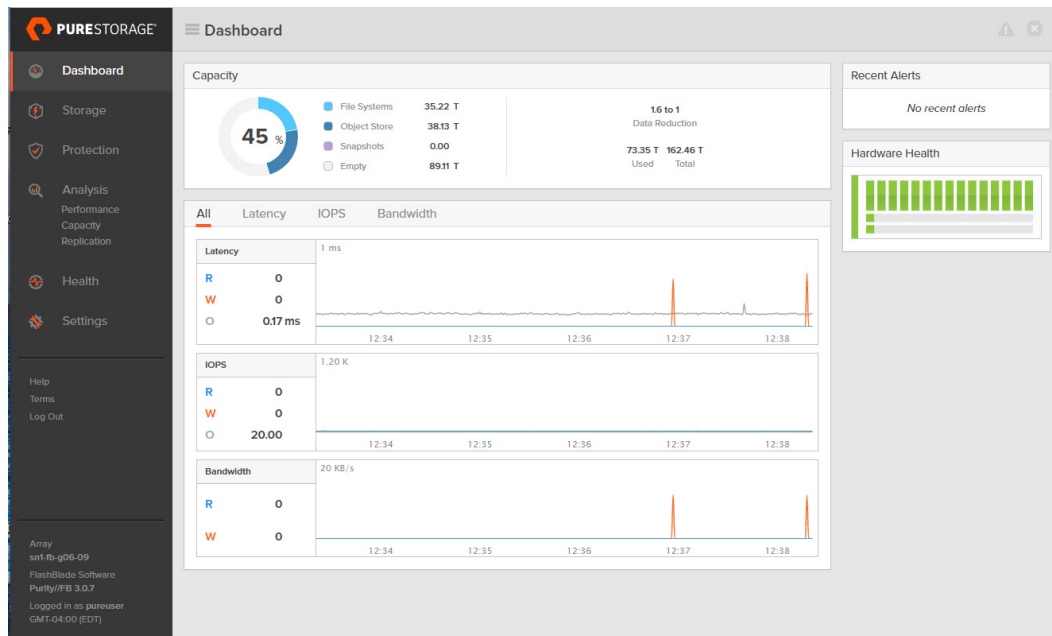 PURESTORAGE®
Dashboard
Storage
Protection
Analysis
Performance
Capacity
Replication
Health
Settings
Help
Terms
Log Out
Array
sn1-fb-g06-09
FlashBlade Software
Purity//FB 3.0.7
Logged in as pureuser
GMT-04:00 (EDT)
Dashboard
Capacity
45 %
File Systems 35.22 T
Object Store 38.13 T
Snapshots 0.00
Empty 89.11 T
1.6 to 1
Data Reduction
73.35 T 162.46 T
Used Total
All Latency IOPS Bandwidth
Latency
R 0
W 0
O 0.17 ms
1 ms
12:34 12:35 12:36 12:37 12:38
IOPS
R 0
W 0
O 20.00
1.20 K
12:34 12:35 12:36 12:37 12:38
Bandwidth
R 0
W 0
20 KB/s
12:34 12:35 12:36 12:37 12:38
Recent Alerts
No recent alerts
Hardware Health